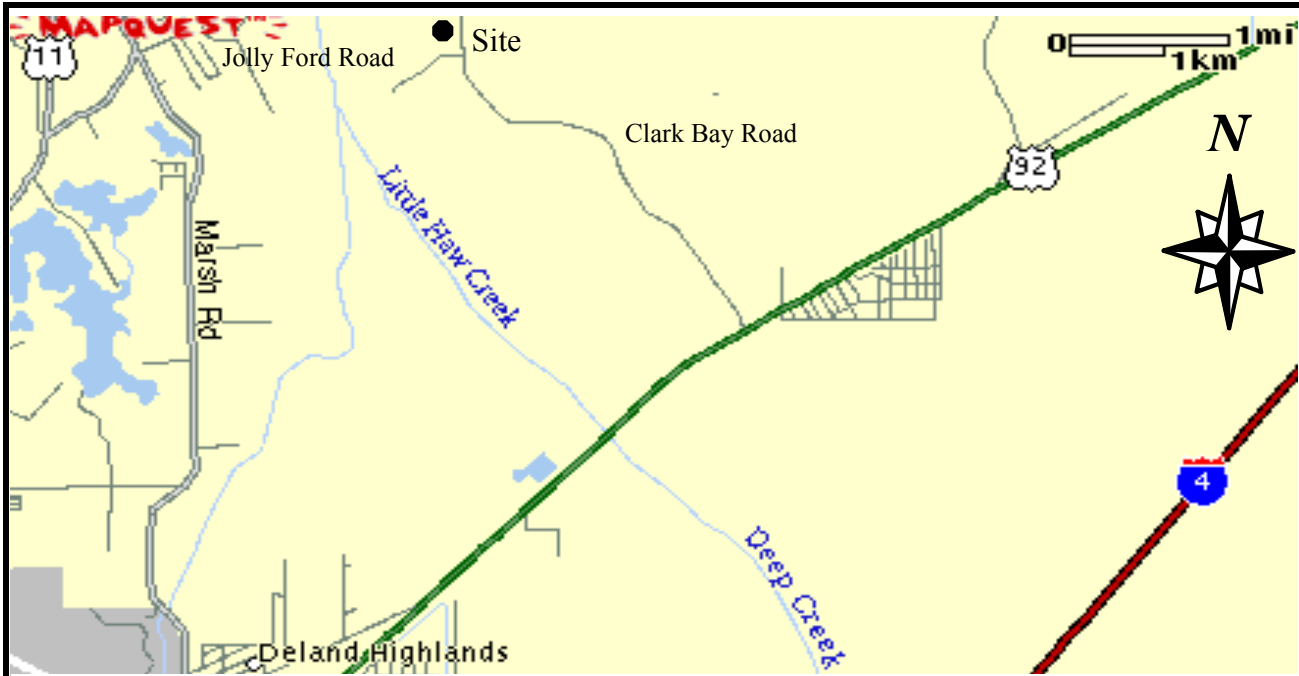 MAPQUEST
11
Jolly Ford Road
Site
0 1mi
1km
Clark Bay Road
N
92
Little Haw Creek
Marsh Rd
4
Deep Creek
Deland Highlands